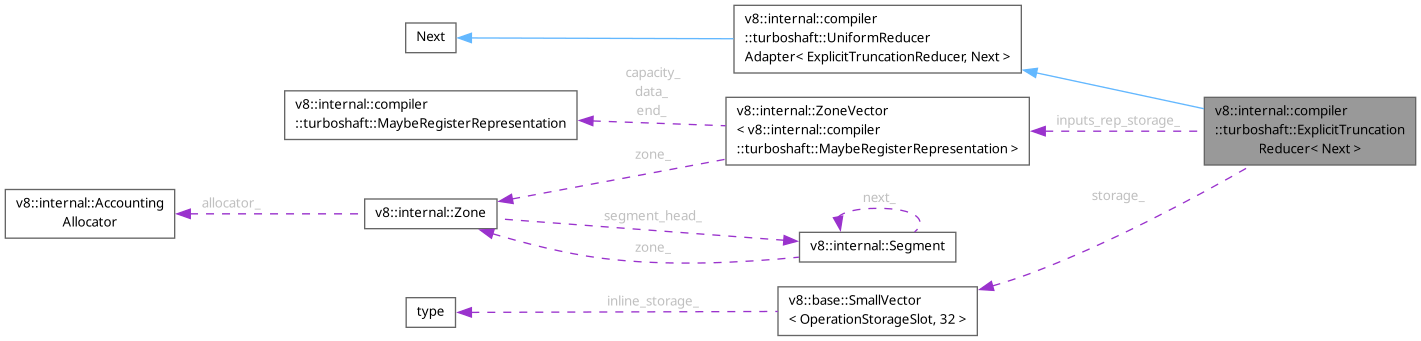 v8::internal::compiler
::turboshaft::UniformReducer
Adapter< ExplicitTruncationReducer, Next >
Next
capacity_
data_
end_
v8::internal::compiler
::turboshaft::MaybeRegisterRepresentation
v8::internal::ZoneVector
< v8::internal::compiler
::turboshaft::MaybeRegisterRepresentation >
inputs_rep_storage_
v8::internal::compiler
::turboshaft::ExplicitTruncation
Reducer< Next >
zone_
v8::internal::Accounting
Allocator
allocator_
v8::internal::Zone
segment_head_
zone_
next_
v8::internal::Segment
storage_
type
inline_storage_
v8::base::SmallVector
< OperationStorageSlot, 32 >